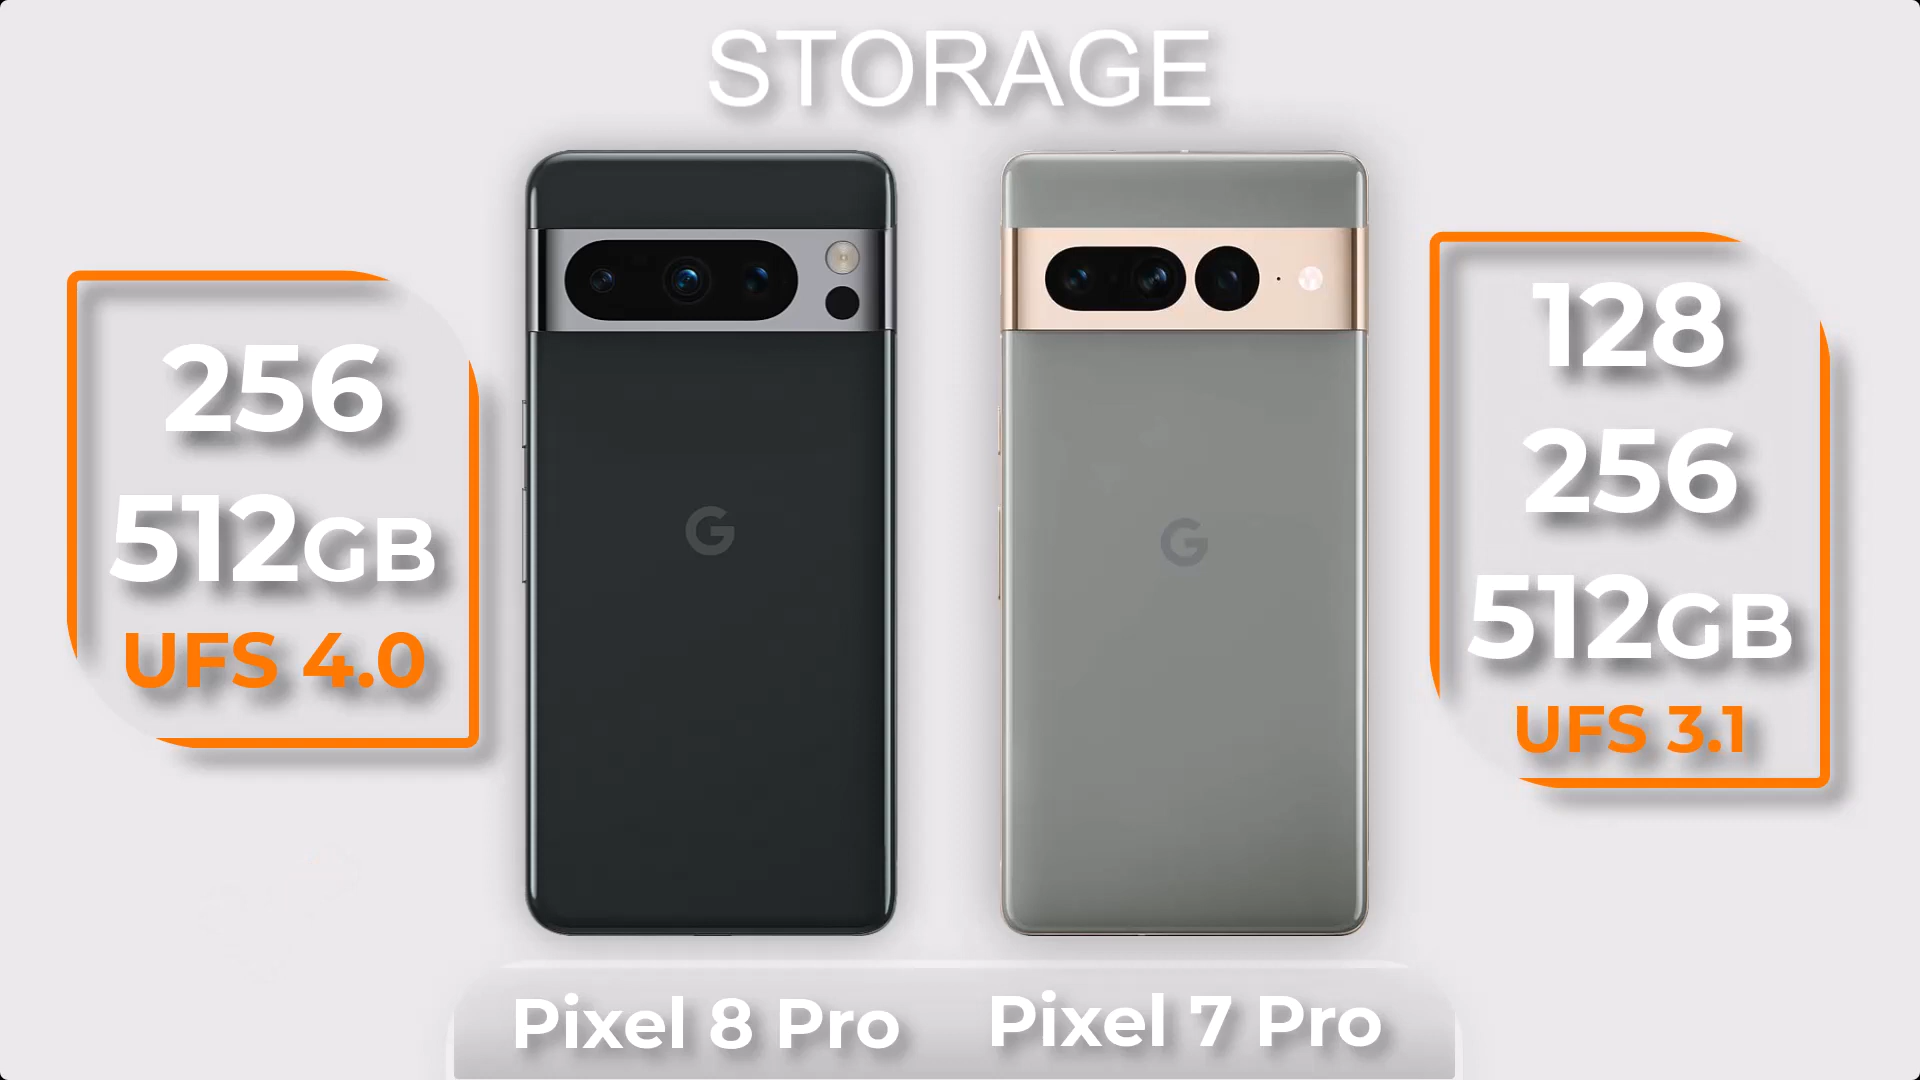 STORAGE
256
512GB
UFS 4.0
G
G
128
256
512GB
UFS 3.1
Pixel 8 Pro
Pixel 7 Pro